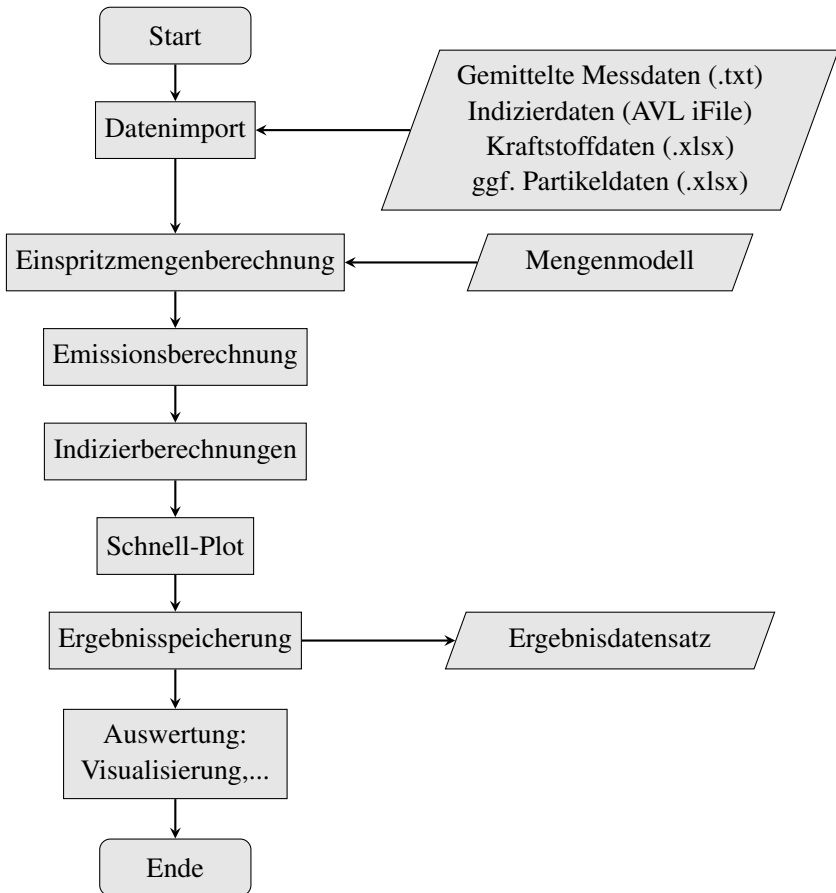 Start
Gemittelte Messdaten (.txt)
Indizierdaten (AVL iFile)
Kraftstoffdaten (.xlsx)
ggf. Partikeldaten (.xlsx)
Datenimport
Einspritzmengenberechnung
Mengenmodell
Emissionsberechnung
Indizierberechnungen
Schnell-Plot
Ergebnisspeicherung
Ergebnisdatensatz
Auswertung:
Visualisierung,...
Ende